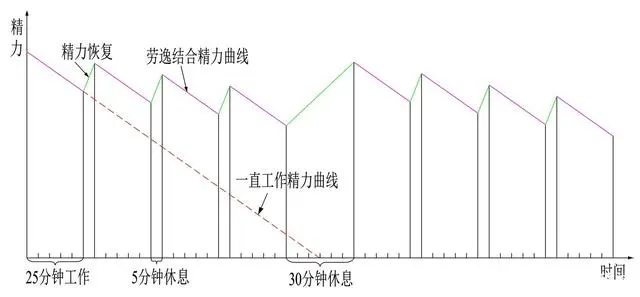 精力
精力恢复
劳逸结合精力曲线
一直工作精力曲线
25分钟工作
5分钟休息
30分钟休息
时间